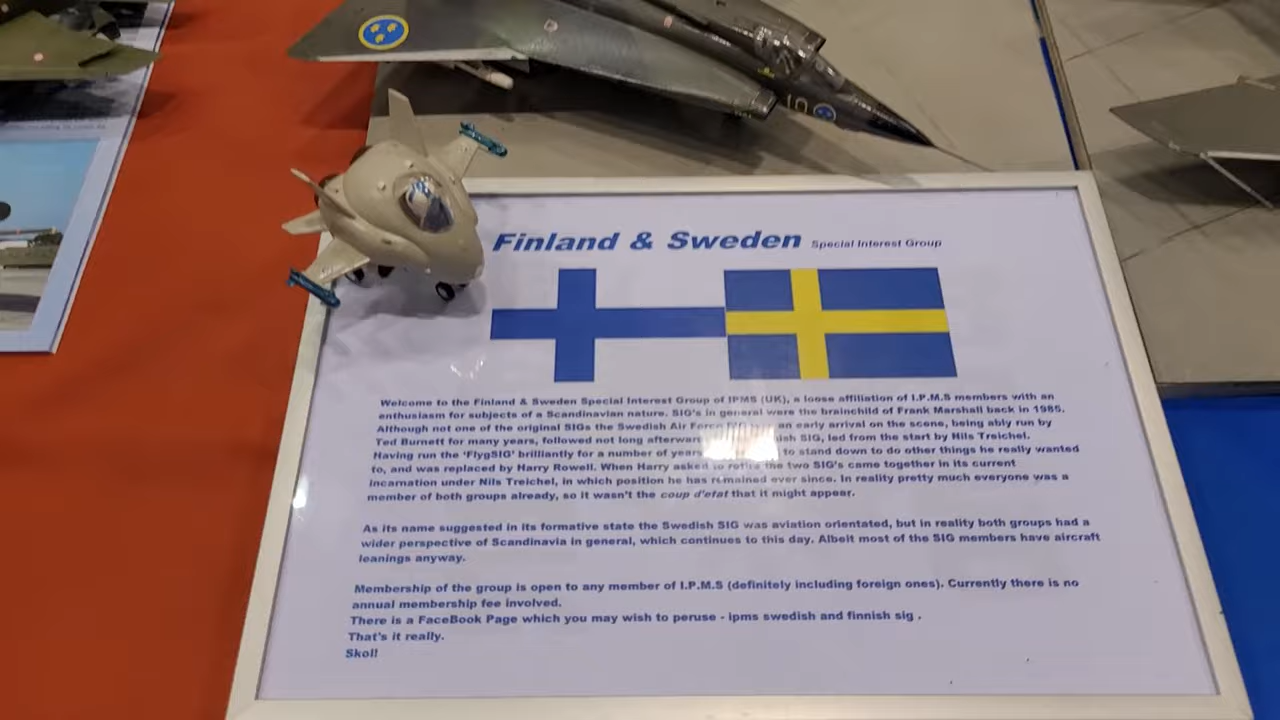 10
Finland & Sweden Special Interest Group
Welcome to the Finland & Sweden Special Interest Group of IPMS (UK), a loose affiliation of I.P.M.S members with an
enthusiasm for subjects of a Scandinavian nature. SIG's in general were the brainchild of Frank Marshall back in 1985.
Although not one of the original SIGs the Swedish Air Force an early arrival on the scene, being ably run by
Ted Burnett for many years, followed not long afterwar ish SIG, led from the start by Nils Treichel.
Having run the 'FlygSIG' brilliantly for a number of years to stand down to do other things he really wanted
to, and was replaced by Harry Rowell. When Harry asked to retire the two SIG's came together in its current
incarnation under Nils Treichel, in which position he has remained ever since. In reality pretty much everyone was a
member of both groups already, so it wasn't the coup d'etat that it might appear.
As its name suggested in its formative state the Swedish SIG was aviation orientated, but in reality both groups had a
wider perspective of Scandinavia in general, which continues to this day. Albeit most of the SIG members have aircraft
leanings anyway.
Membership of the group is open to any member of I.P.M.S (definitely including foreign ones). Currently there is no
annual membership fee involved.
There is a FaceBook Page which you may wish to peruse - ipms swedish and finnish sig .
That's it really.
Skol!